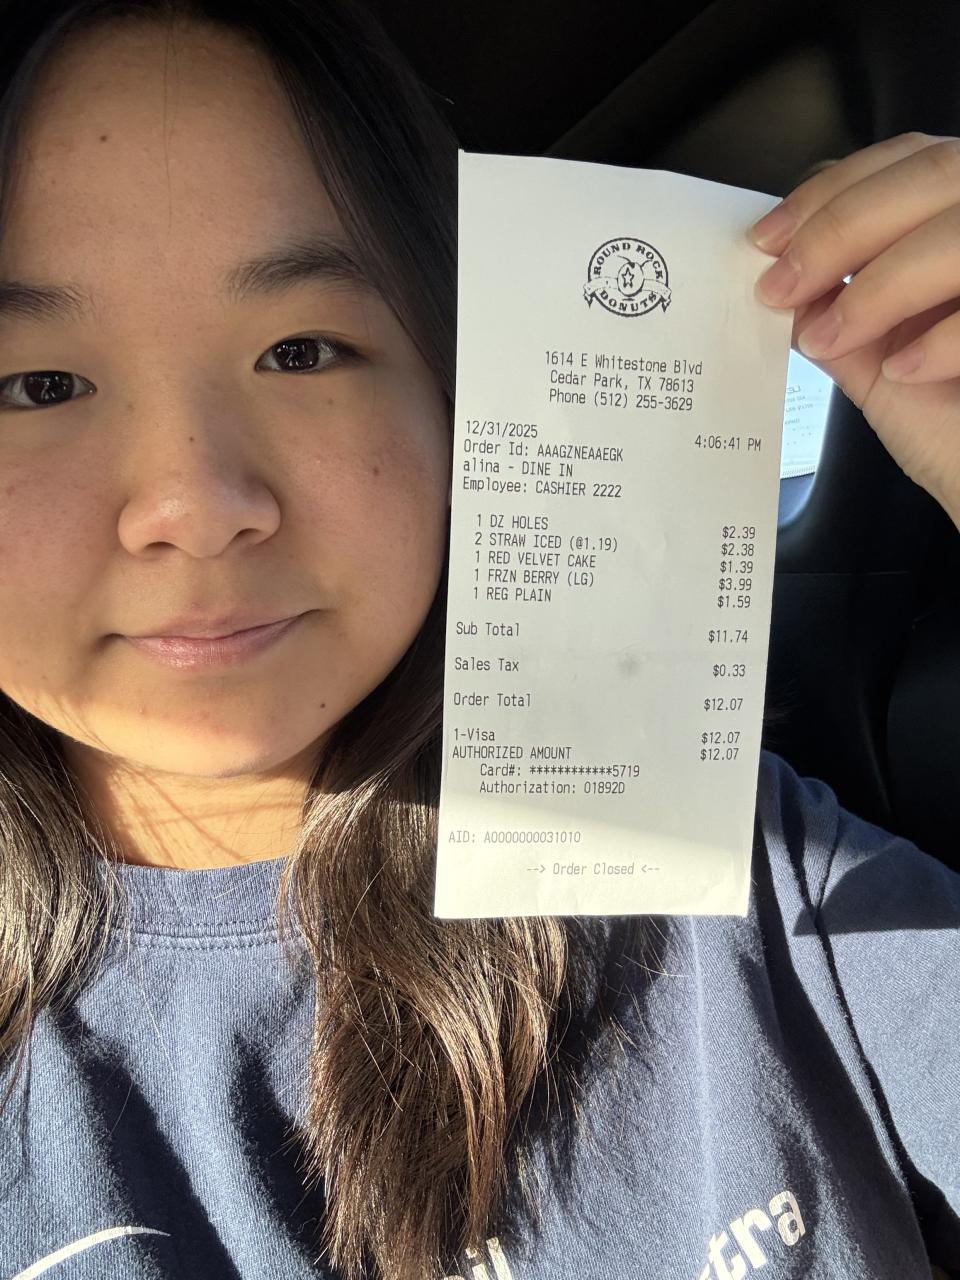 ROUND ROCK
DONUTS
1614 E Whitestone Blvd
Cedar Park, TX 78613
Phone (512) 255-3629
12/31/2025 4:06:41 PM
Order Id: AAAGZNEAAEGK
alina - DINE IN
Employee: CASHIER 2222
1 DZ HOLES $2.39
2 STRAW ICED (@1.19) $2.38
1 RED VELVET CAKE $1.39
1 FRZN BERRY (LG) $3.99
1 REG PLAIN $1.59
Sub Total $11.74
Sales Tax $0.33
Order Total $12.07
1-Visa $12.07
AUTHORIZED AMOUNT $12.07
Card#: ************5719
Authorization: 01892D
AID: A0000000031010
--> Order Closed <--
tra